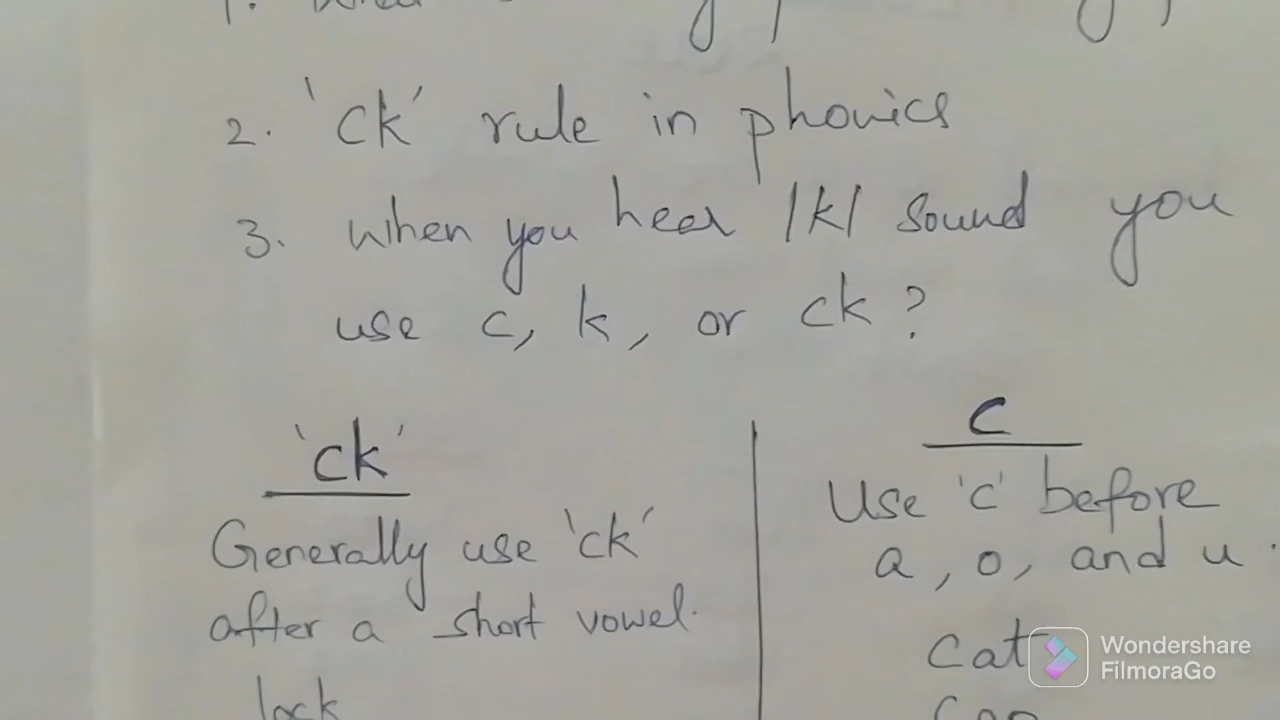 2. 'ck' rule in phonics
3. When you hear /k/ sound you
use c, k, or ck?
'ck'
Generally use 'ck'
after a short vowel.
lock
c
Use 'c' before
a, o, and u.
cat
Wondershare
FilmoraGo